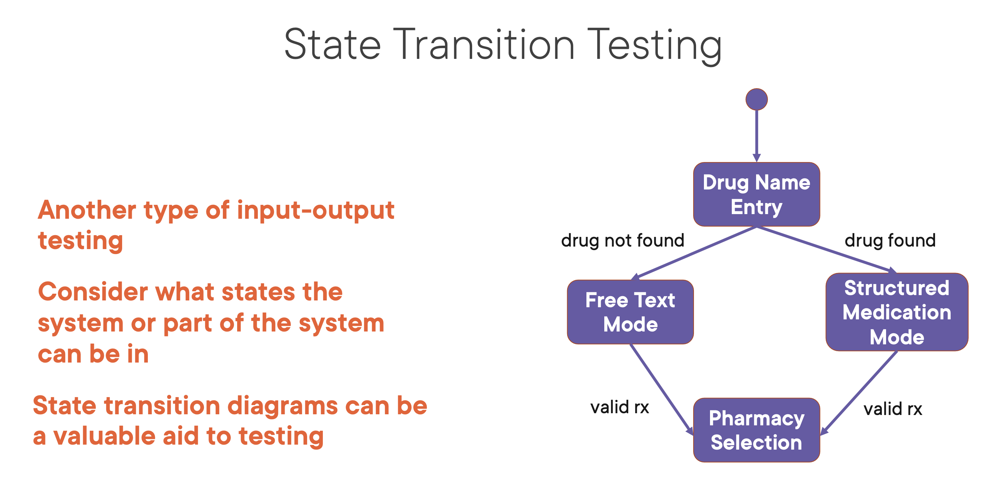 State Transition Testing
Another type of input-output
testing
Consider what states the
system or part of the system
can be in
State transition diagrams can be
a valuable aid to testing
Drug Name
Entry
drug not found
drug found
Free Text
Mode
Structured
Medication
Mode
valid rx
valid rx
Pharmacy
Selection